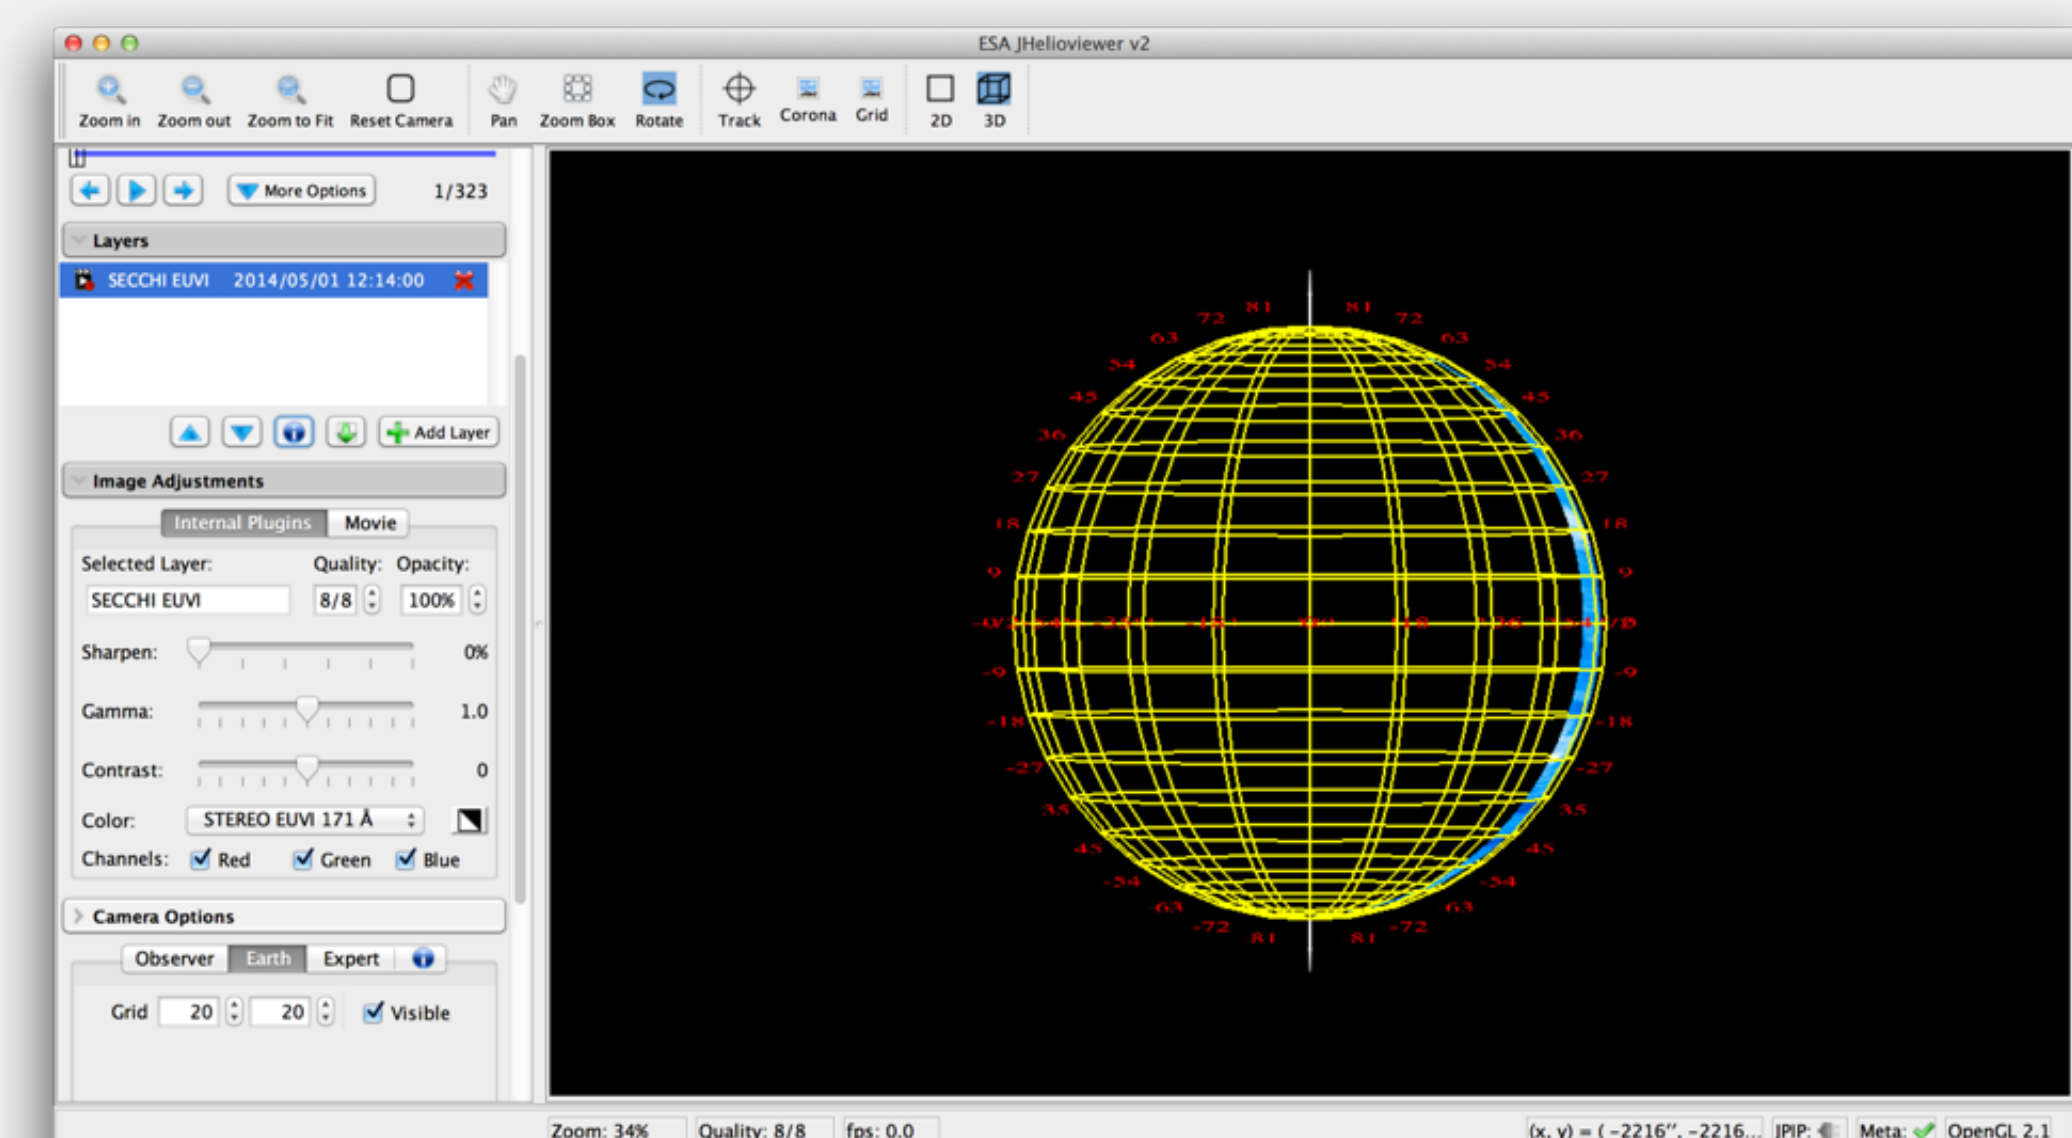 ESA JHelioviewer v2
Zoom in Zoom out Zoom to Fit Reset Camera Pan Zoom Box Rotate Track Corona Grid 2D 3D
More Options 1/323
Layers
SECCHI EUVI 2014/05/01 12:14:00
Add Layer
Image Adjustments
Internal Plugins Movie
Selected Layer: Quality: Opacity:
SECCHI EUVI 8/8 100%
Sharpen: 0%
Gamma: 1.0
Contrast: 0
Color: STEREO EUVI 171 Å
Channels: Red Green Blue
Camera Options
Observer Earth Expert
Grid 20 20 Visible
81 81
72 72
63 63
54 54
45 45
36 36
27 27
18 18
9 9
-9 -9
-18 -18
-27 -27
35 35
45 45
-54 -54
63 63
-72 -72
81 81
Zoom: 34% Quality: 8/8 fps: 0.0 (x, y) = ( -2216″, -2216... JPIP: Meta: OpenGL 2.1